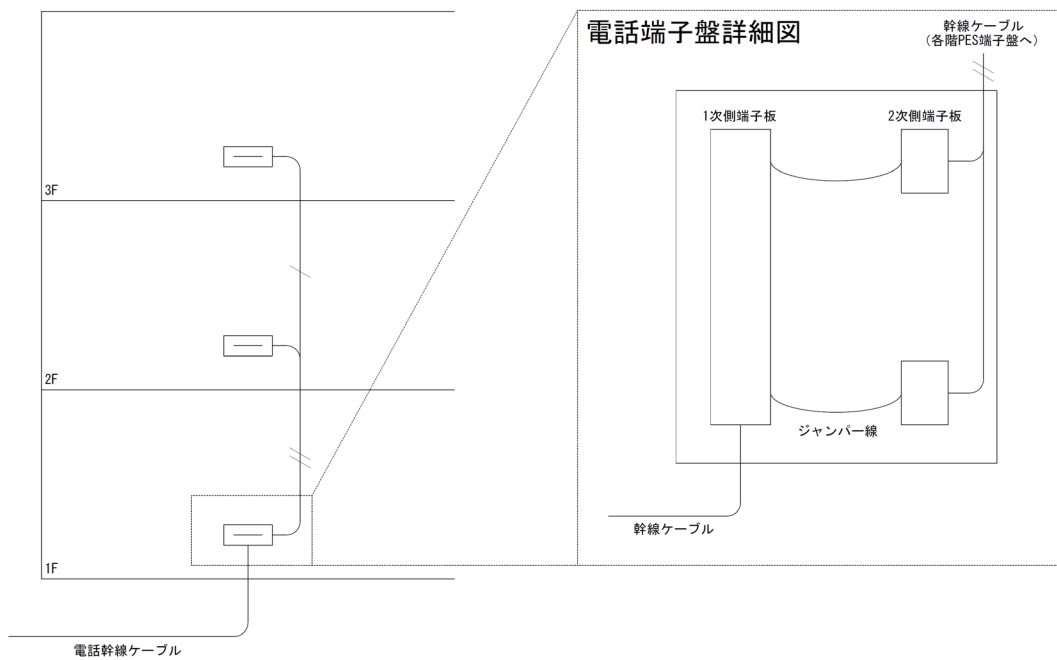 電話端子盤詳細図
幹線ケーブル
(各階PES端子盤へ)
1次側端子板
2次側端子板
ジャンパー線
幹線ケーブル
3F
2F
1F
電話幹線ケーブル